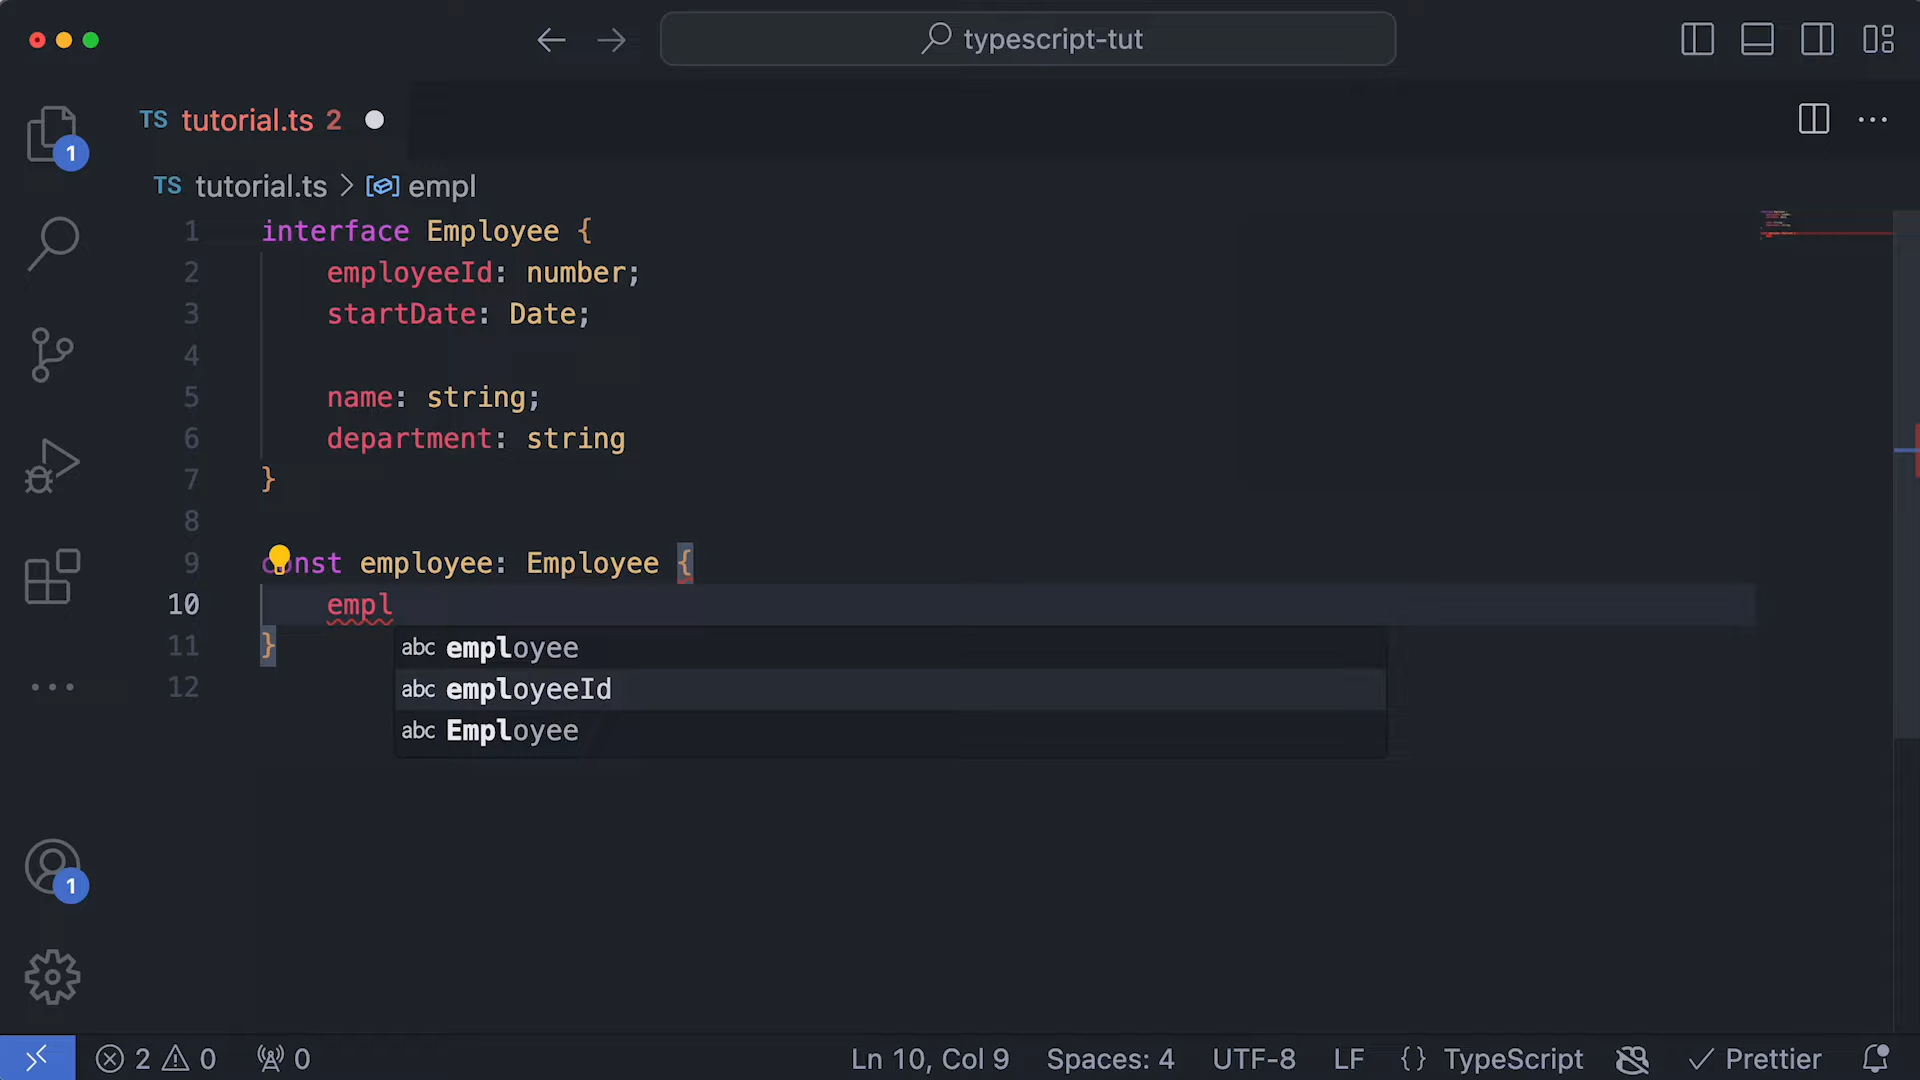 typescript-tut
TS tutorial.ts 2
1
TS tutorial.ts > empl
1 interface Employee {
2 employeeId: number;
3 startDate: Date;
4
5 name: string;
6 department: string
7 }
8
9 const employee: Employee {
10 empl
11 }
abc employee
12
abc employeeId
abc Employee
1
2 0 0 Ln 10, Col 9 Spaces: 4 UTF-8 LF {} TypeScript Prettier